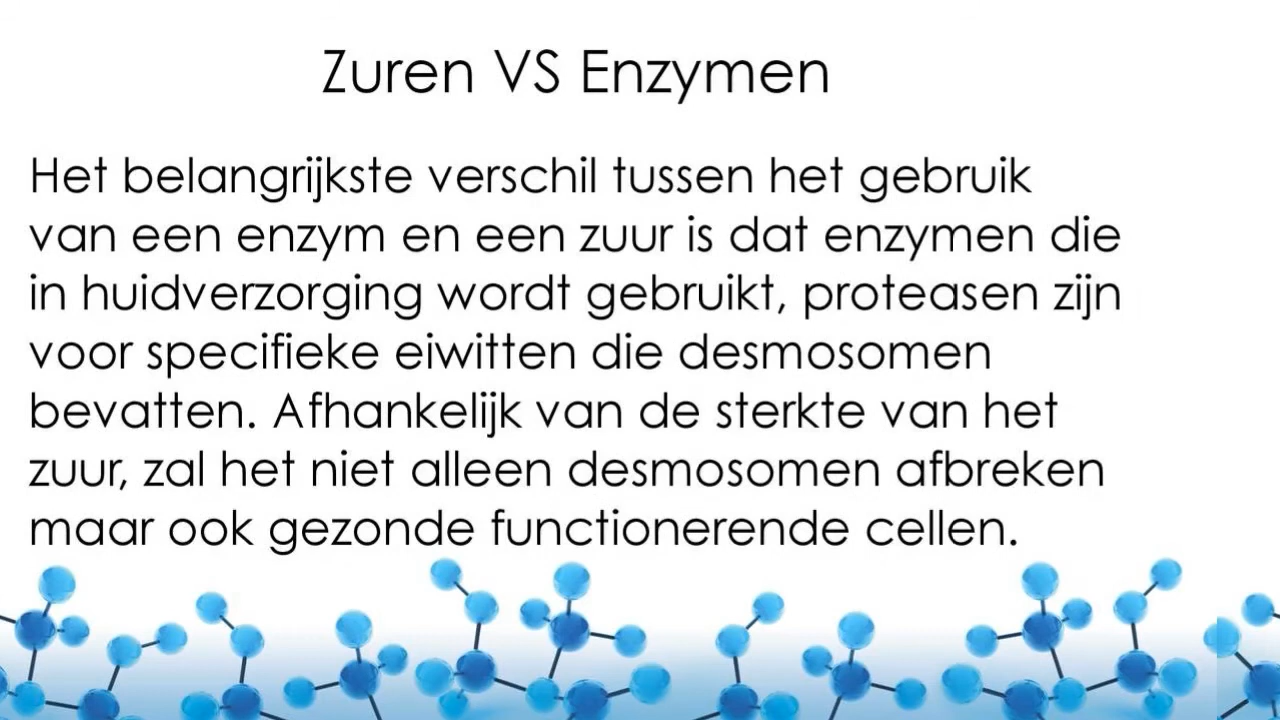 Zuren VS Enzymen
Het belangrijkste verschil tussen het gebruik
van een enzym en een zuur is dat enzymen die
in huidverzorging wordt gebruikt, proteasen zijn
voor specifieke eiwitten die desmosomen
bevatten. Afhankelijk van de sterkte van het
zuur, zal het niet alleen desmosomen afbreken
maar ook gezonde functionerende cellen.